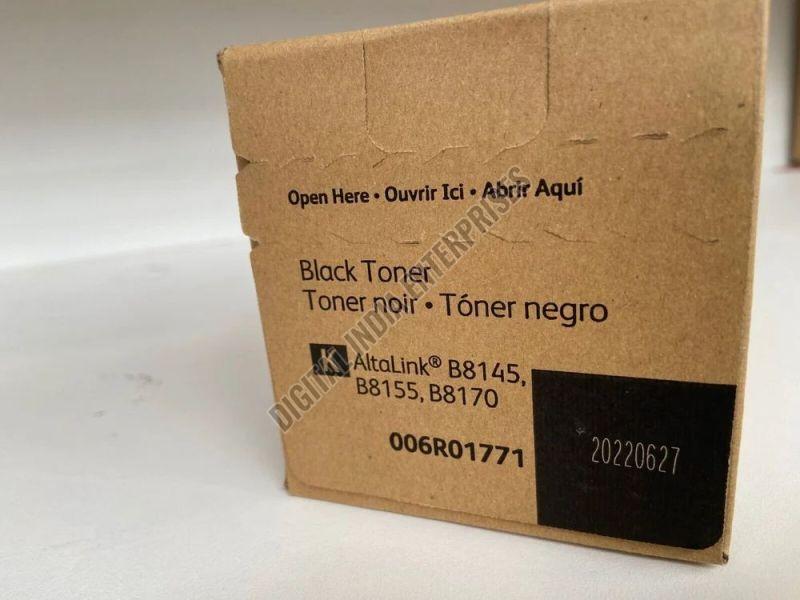 Open Here • Ouvrir Ici • Abrir Aquí
Black Toner
Toner noir • Tóner negro
AltaLink® B8145,
B8155, B8170
006R01771
20220627
DIGITAL INDIA ENTERPRISES